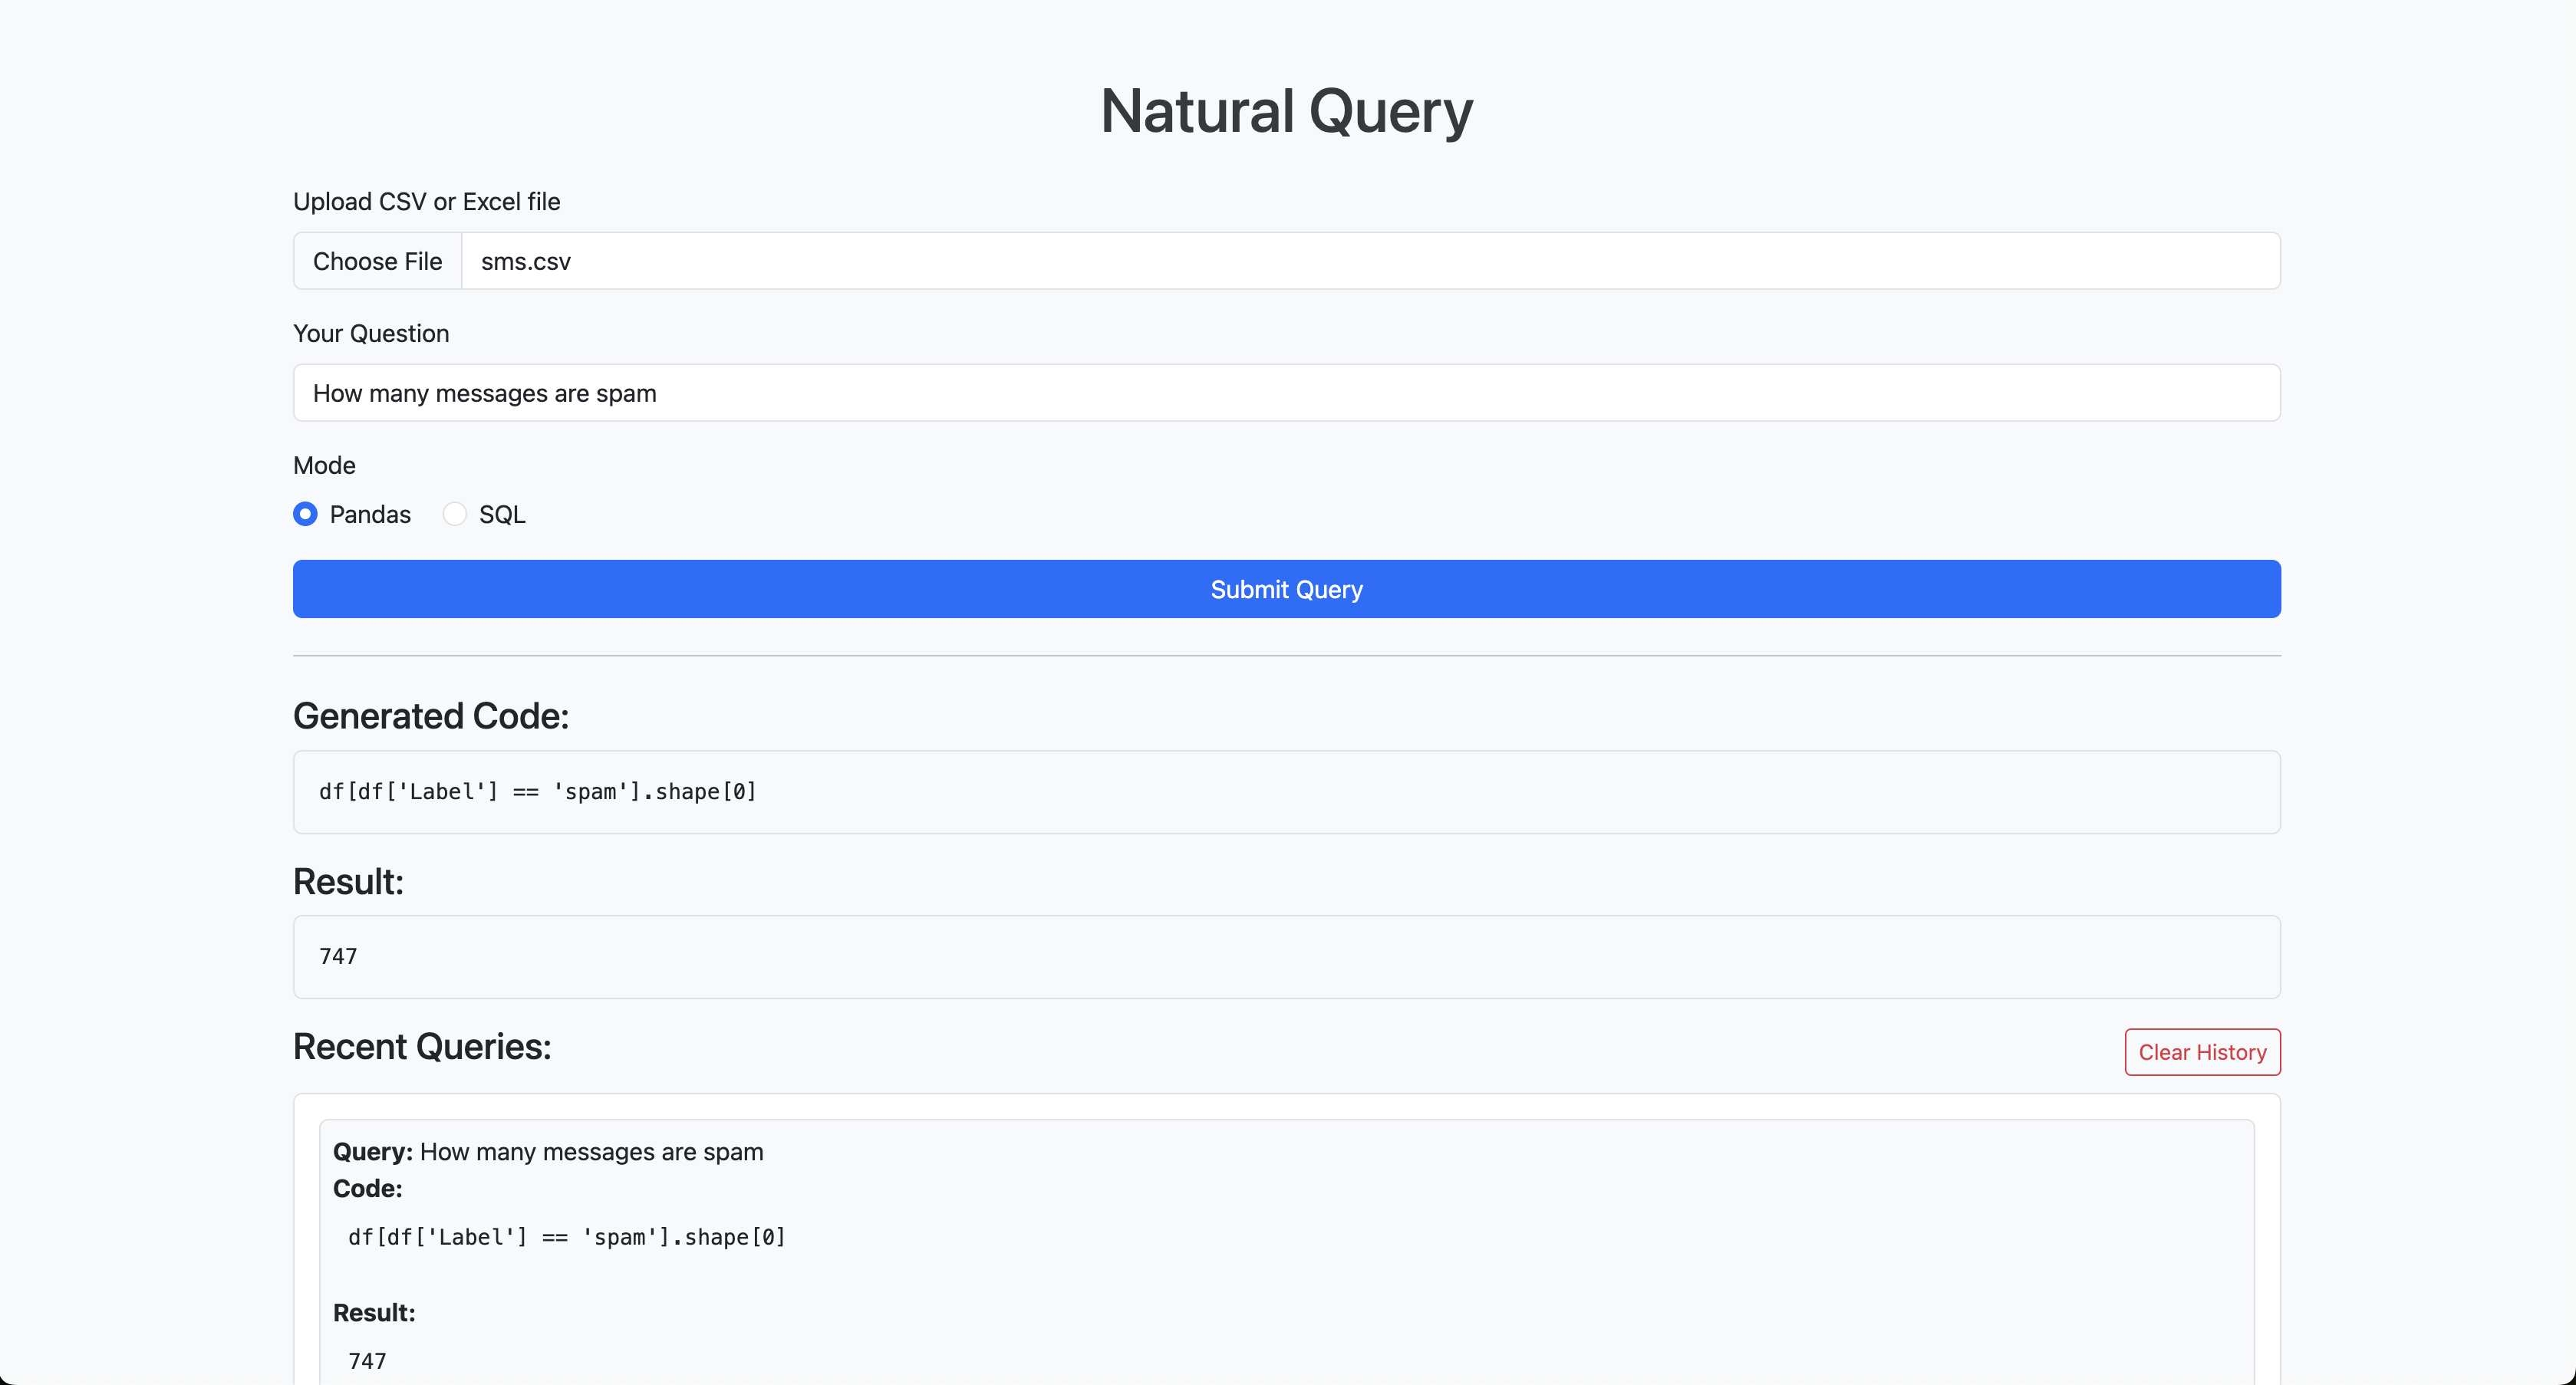 Natural Query
Upload CSV or Excel file
Choose File sms.csv
Your Question
How many messages are spam
Mode
Pandas SQL
Submit Query
Generated Code:
df[df['Label'] == 'spam'].shape[0]
Result:
747
Recent Queries: Clear History
Query: How many messages are spam
Code:
df[df['Label'] == 'spam'].shape[0]
Result:
747